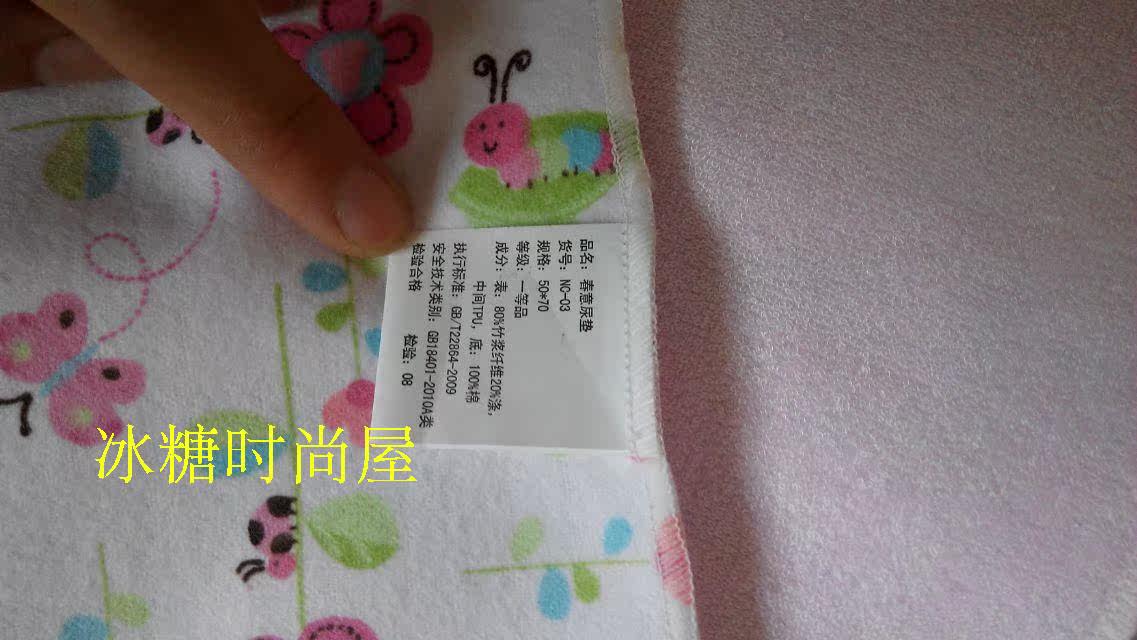 品名：春意尿垫
货号：NC-03
规格：50*70
等级：一等品
成分：表：80%竹浆纤维20%涤，
中间TPU，底：100%棉
执行标准：GB/T22864-2009
安全技术类别：GB18401-2010A类
检验合格 检验：08
冰糖时尚屋